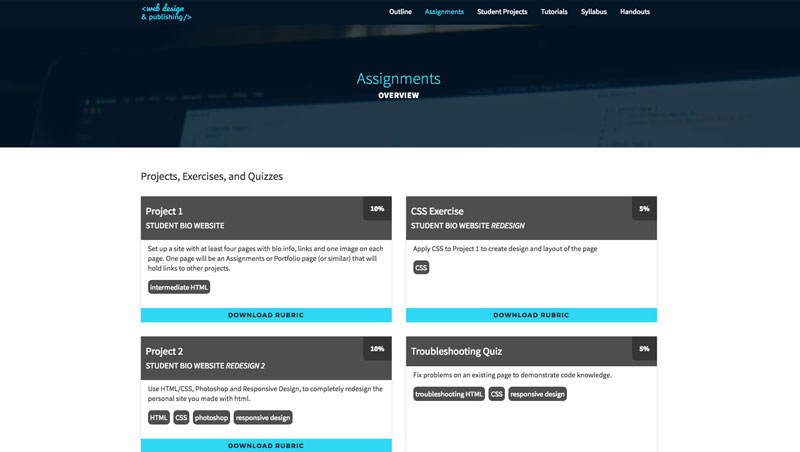 <web design
& publishing/>
Outline
Assignments
Student Projects
Tutorials
Syllabus
Handouts
Assignments
OVERVIEW
Projects, Exercises, and Quizzes
Project 1
10%
STUDENT BIO WEBSITE
Set up a site with at least four pages with bio info, links and one image on each
page. One page will be an Assignments or Portfolio page (or similar) that will
hold links to other projects.
intermediate HTML
DOWNLOAD RUBRIC
CSS Exercise
5%
STUDENT BIO WEBSITE REDESIGN
Apply CSS to Project 1 to create design and layout of the page
CSS
DOWNLOAD RUBRIC
Project 2
10%
STUDENT BIO WEBSITE REDESIGN 2
Use HTML/CSS, Photoshop and Responsive Design, to completely redesign the
personal site you made with html.
HTML
CSS
photoshop
responsive design
DOWNLOAD RUBRIC
Troubleshooting Quiz
5%
Fix problems on an existing page to demonstrate code knowledge.
troubleshooting HTML
CSS
responsive design